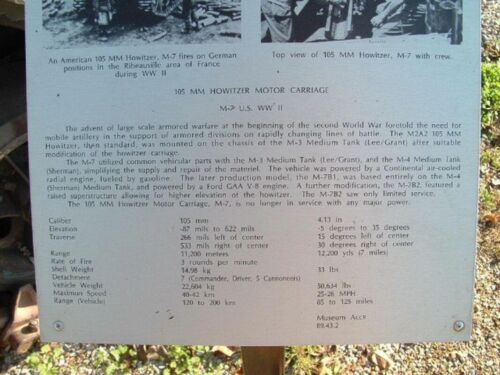 An American 105 MM Howitzer, M-7 fires on German
positions in the Ribeauville area of France
during WW II
Top view of 105 MM Howitzer, M-7 with crew.
105 MM HOWITZER MOTOR CARRIAGE
M-7 U.S. WW II
The advent of large scale armored warfare at the beginning of the second World War foretold the need for
mobile artillery in the support of armored divisions on rapidly changing lines of battle. The M2A2 105 MM
Howitzer, then standard, was mounted on the chassis of the M-3 Medium Tank (Lee/Grant) after suitable
modification of the howitzer carriage.
The M-7 utilized common vehicular parts with the M-3 Medium Tank (Lee/Grant), and the M-4 Medium Tank
(Sherman), simplifying the supply and repair of the materiel. The vehicle was powered by a Continental air-cooled
radial engine, fueled by gasoline. The later production model, the M-7B1, was based entirely on the M-4
(Sherman) Medium Tank, and powered by a Ford GAA V-8 engine. A further modification, the M-7B2, featured a
raised superstructure allowing for higher elevation of the howitzer. The M-7B2 saw only limited service.
The 105 MM Howitzer Motor Carriage, M-7, is no longer in service with any major power.
Caliber 105 mm 4.13 in
Elevation -87 mils to 622 mils -5 degrees to 35 degrees
Traverse 266 mils left of center 15 degrees left of center
533 mils right of center 30 degrees right of center
Range 11,200 meters 12,200 yds (7 miles)
Rate of Fire 3 rounds per minute
Shell Weight 14.98 kg 33 lbs
Detachment 7 (Commander, Driver, 5 Cannoneers)
Vehicle Weight 22,684 kg 50,634 lbs
Maximum Speed 40-42 km 25-26 MPH
Range (Vehicle) 120 to 200 km 85 to 125 miles
Museum Acc#
89.43.2